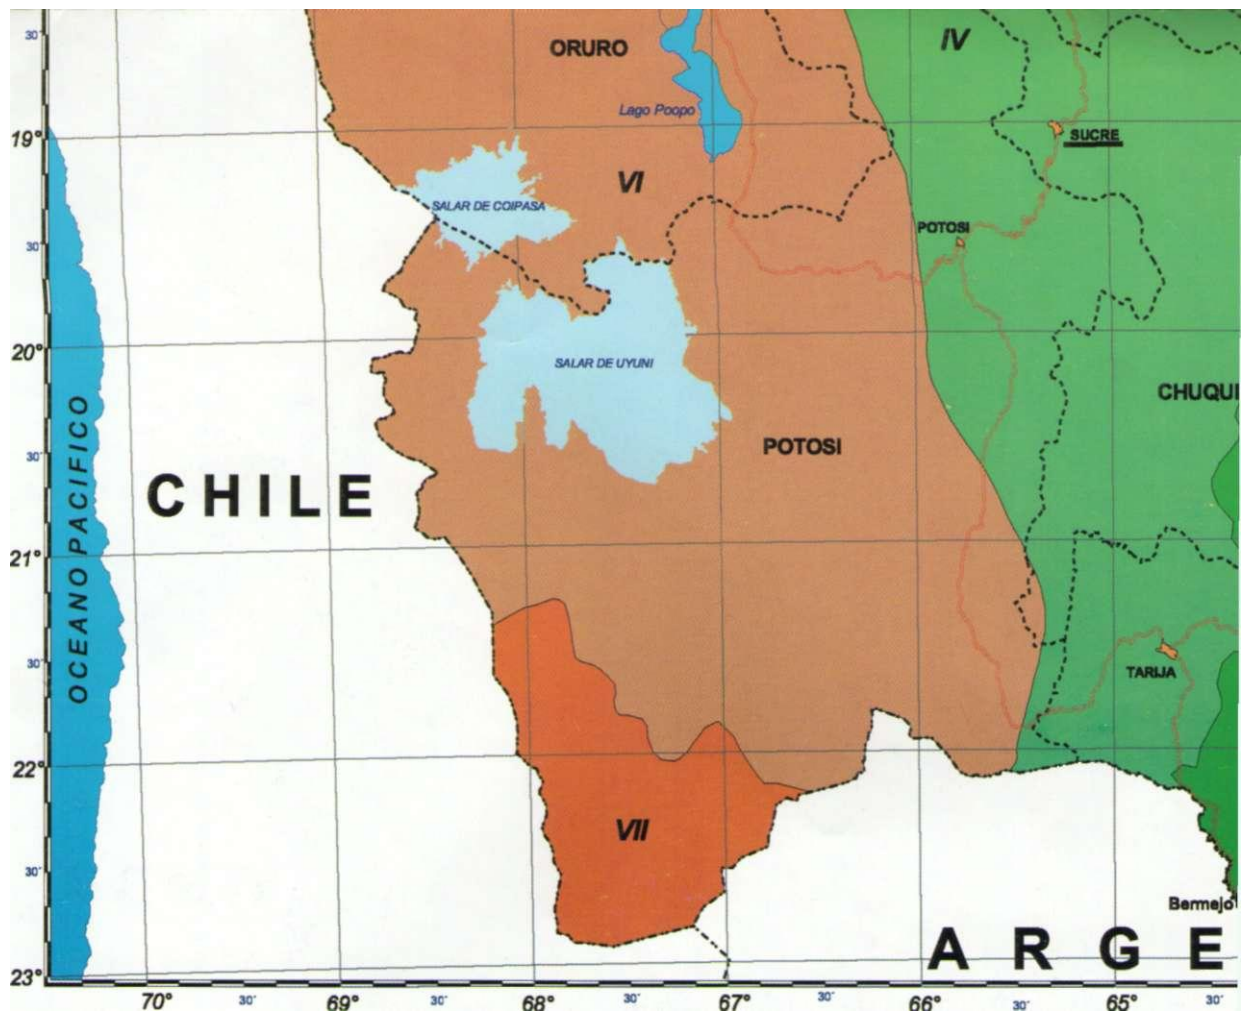 30´
ORURO
IV
Lago Poopo
19°
SUCRE
VI
SALAR DE COIPASA
POTOSI
30´
20°
SALAR DE UYUNI
CHUQUI
POTOSI
30´
CHILE
OCEANO PACIFICO
21°
30´
TARIJA
22°
VII
30´
Bermejo
ARGE
23°
70° 30´ 69° 30´ 68° 30´ 67° 30´ 66° 30´ 65° 30´